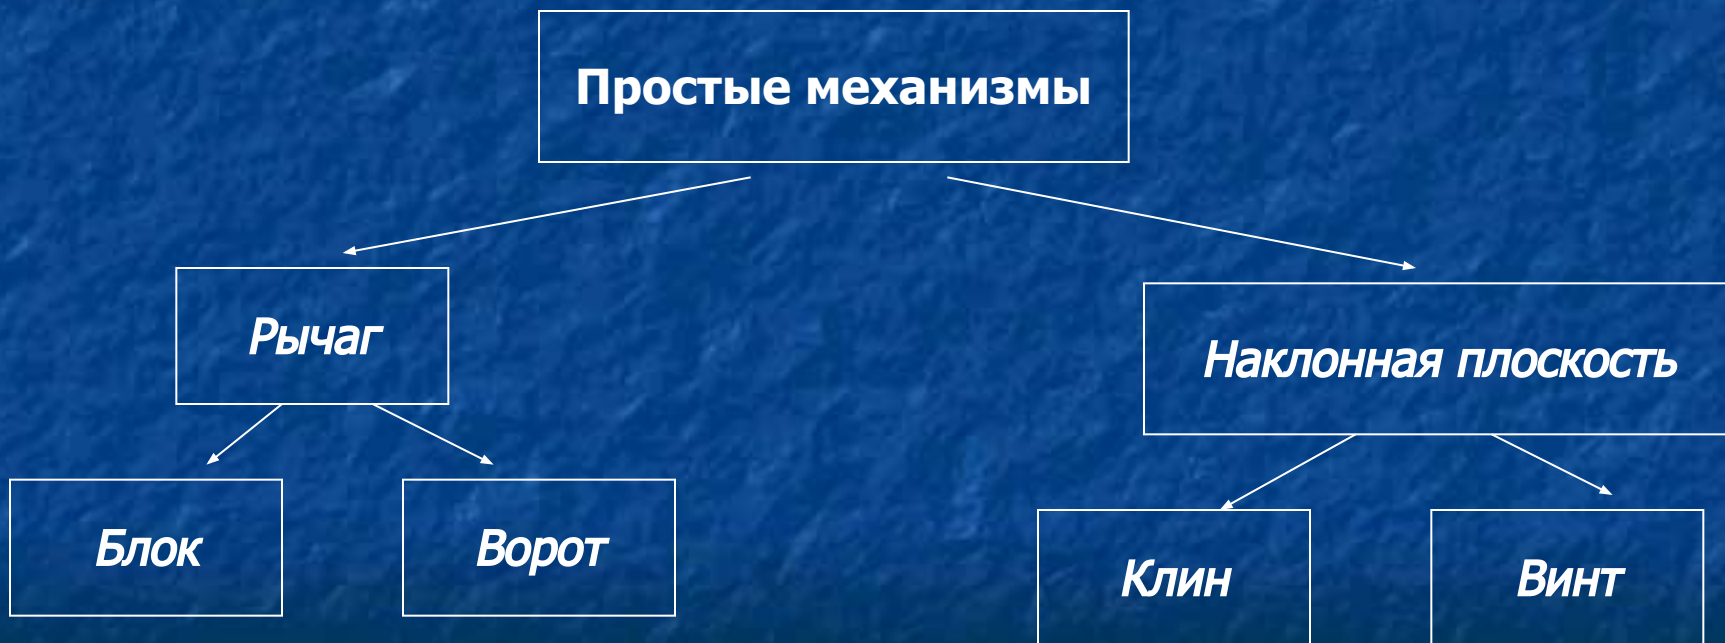 Простые механизмы
Рычаг
Наклонная плоскость
Блок
Ворот
Клин
Винт